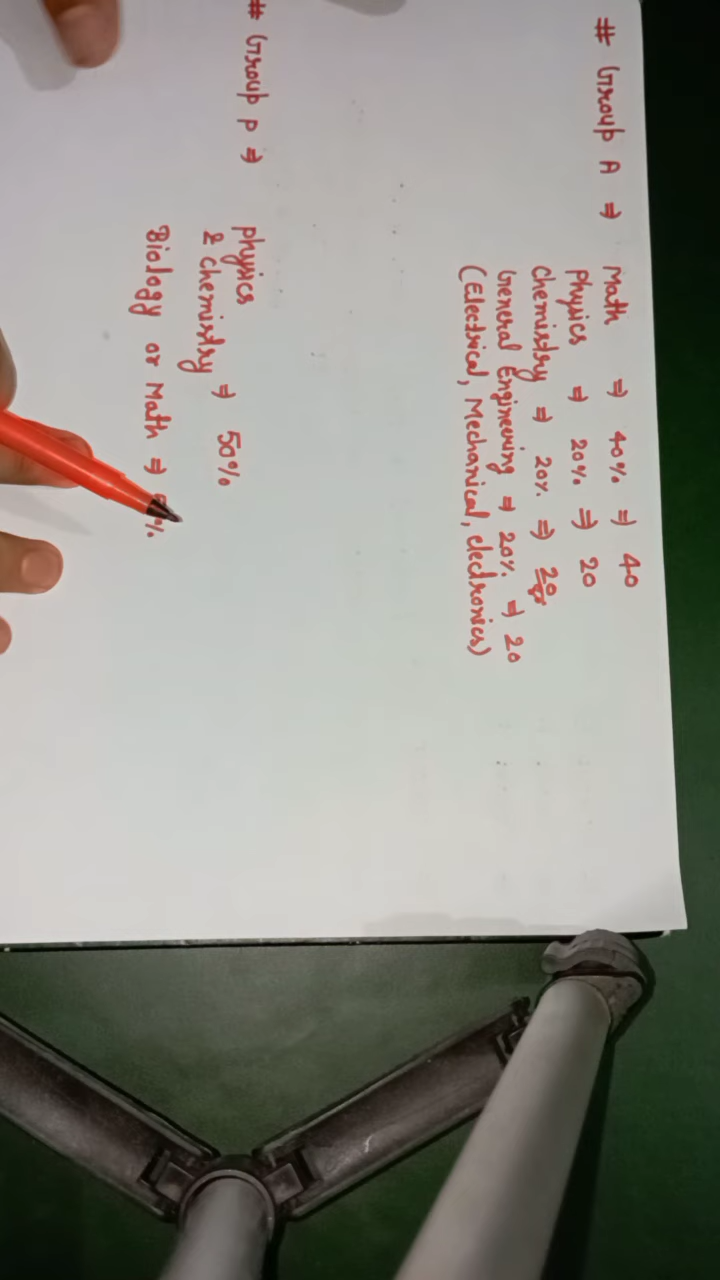 # Group A ⇒ Math ⇒ 40% ⇒ 40
Physics ⇒ 20% ⇒ 20
Chemistry ⇒ 20% ⇒ 20
General Engineering ⇒ 20% ⇒ 20
(Electrical, Mechanical, electronics)
# Group P ⇒ Physics
& Chemistry ⇒ 50%
Biology or Math ⇒